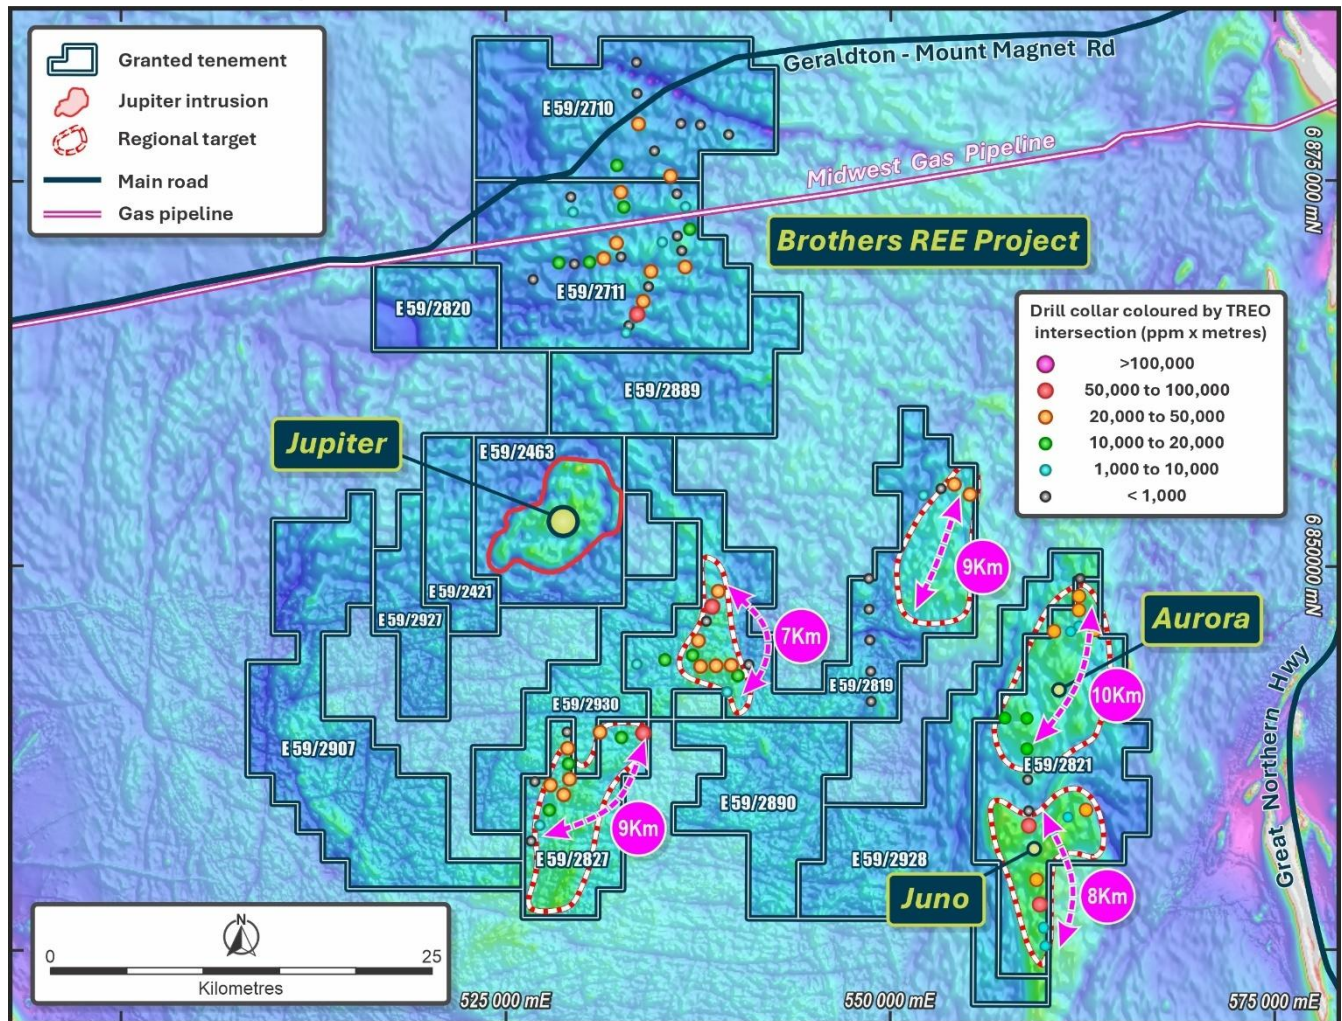 Granted tenement
Jupiter intrusion
Regional target
Main road
Gas pipeline
Geraldton - Mount Magnet Rd
E 59/2710
Midwest Gas Pipeline
6 875 000 mN
Brothers REE Project
E 59/2711
E 59/2820
Drill collar coloured by TREO
intersection (ppm x metres)
>100,000
50,000 to 100,000
20,000 to 50,000
10,000 to 20,000
1,000 to 10,000
< 1,000
E 59/2889
Jupiter
E 59/2463
6 850000 mN
9Km
E 59/2421
E 59/2927
7Km
Aurora
E 59/2819
10Km
E 59/2930
E 59/2907
E 59/2821
Great Northern Hwy
E 59/2890
9Km
E 59/2827
E 59/2928
Juno
8Km
N
0
25
Kilometres
525 000 mE
550 000 mE
575 000 mE